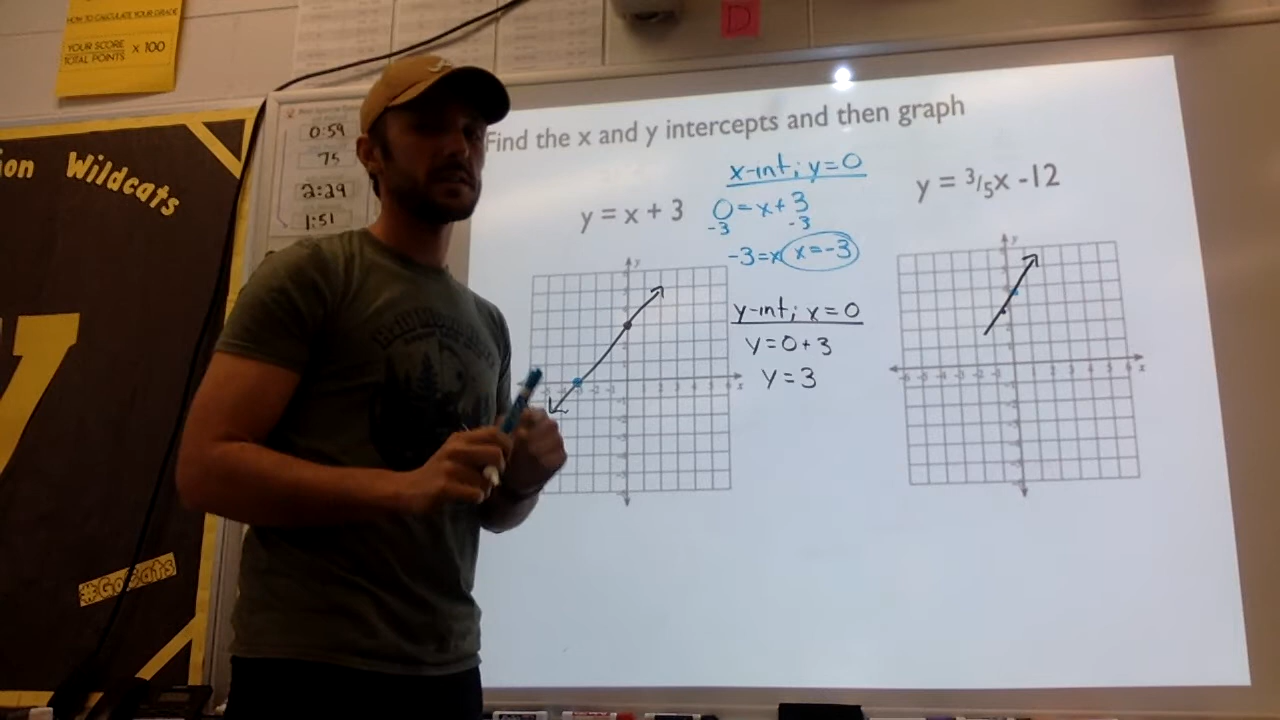 HOW TO CALCULATE YOUR GRADE
YOUR SCORE
TOTAL POINTS
X 100
ion Wildcats
#GoCats
0:59
75
2:29
1:51
D
Find the x and y intercepts and then graph
y = x + 3
x-int; y=0
0=x+3
-3 -3
-3=x x=-3
y-int; x=0
y=0+3
y=3
y = 3/5x -12
y
x
y
x